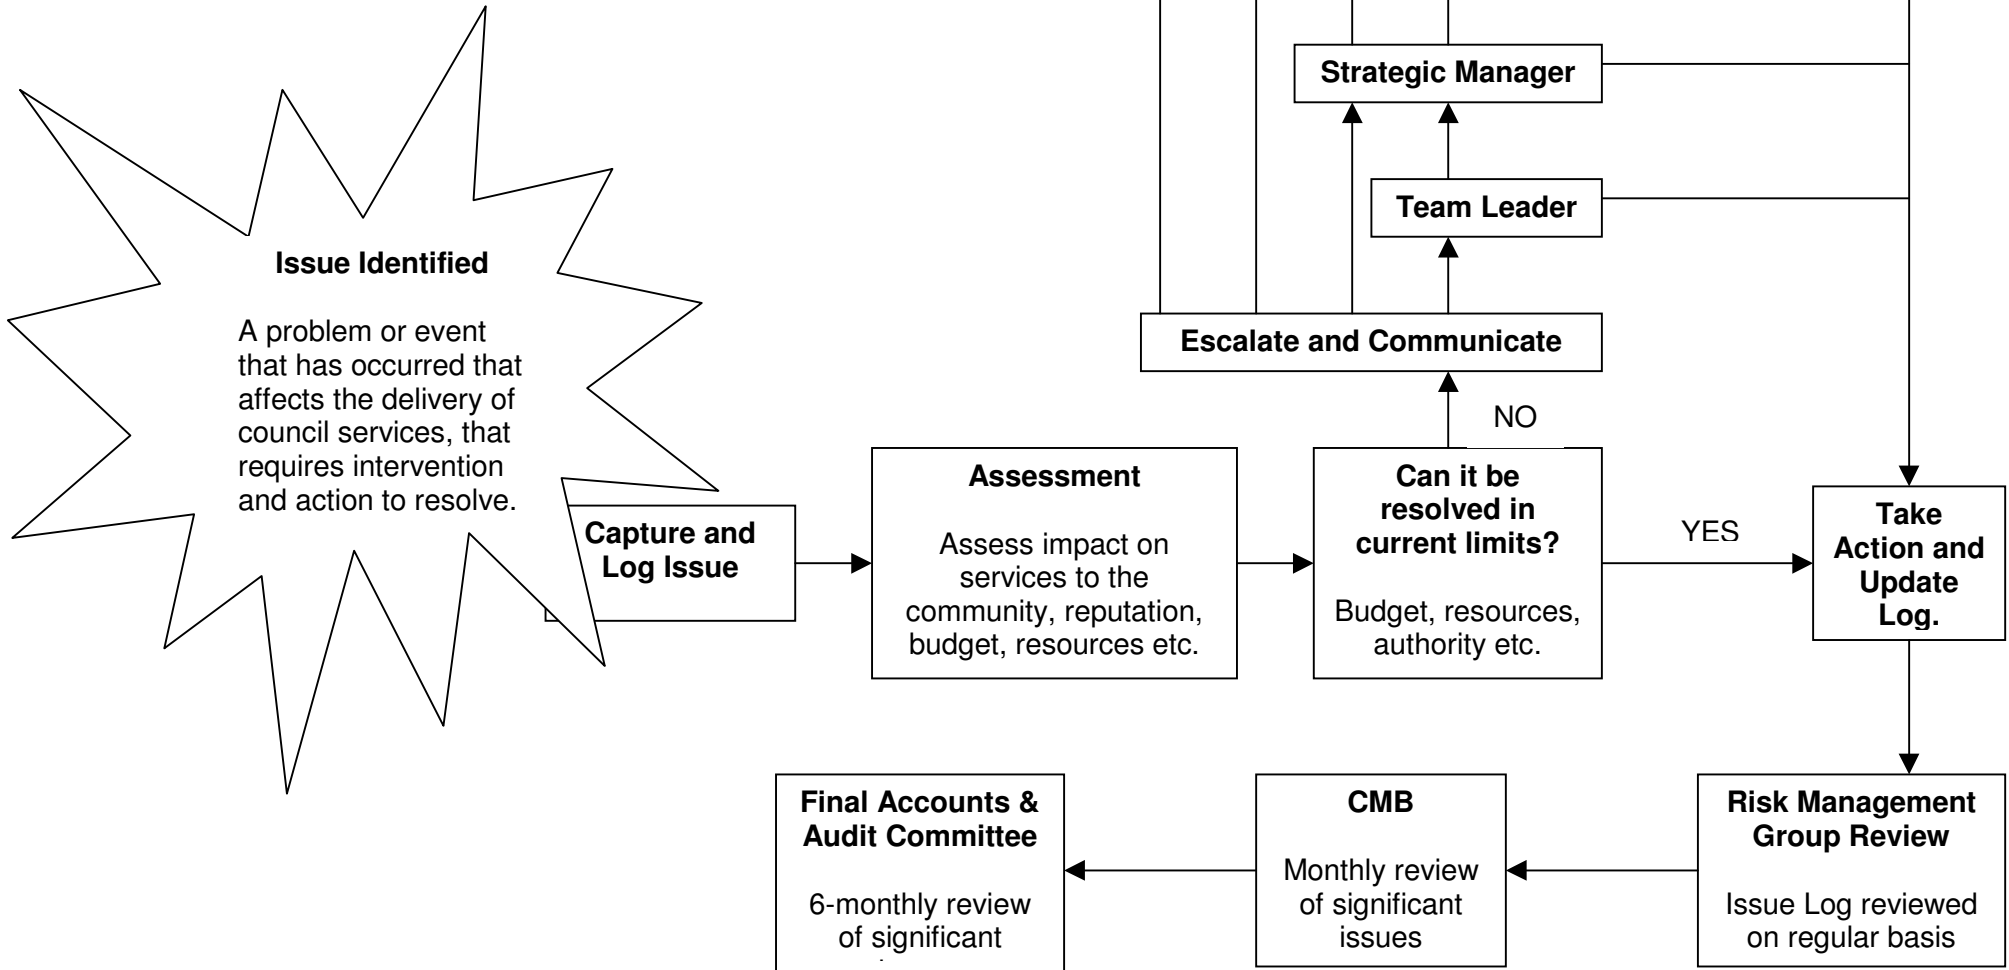 Strategic Manager
Team Leader
Issue Identified
A problem or event
that has occurred that
affects the delivery of
council services, that
requires intervention
and action to resolve.
Escalate and Communicate
NO
Capture and
Log Issue
Assessment
Assess impact on
services to the
community, reputation,
budget, resources etc.
Can it be
resolved in
current limits?
Budget, resources,
authority etc.
YES
Take
Action and
Update
Log.
Final Accounts &
Audit Committee
6-monthly review
of significant
CMB
Monthly review
of significant
issues
Risk Management
Group Review
Issue Log reviewed
on regular basis